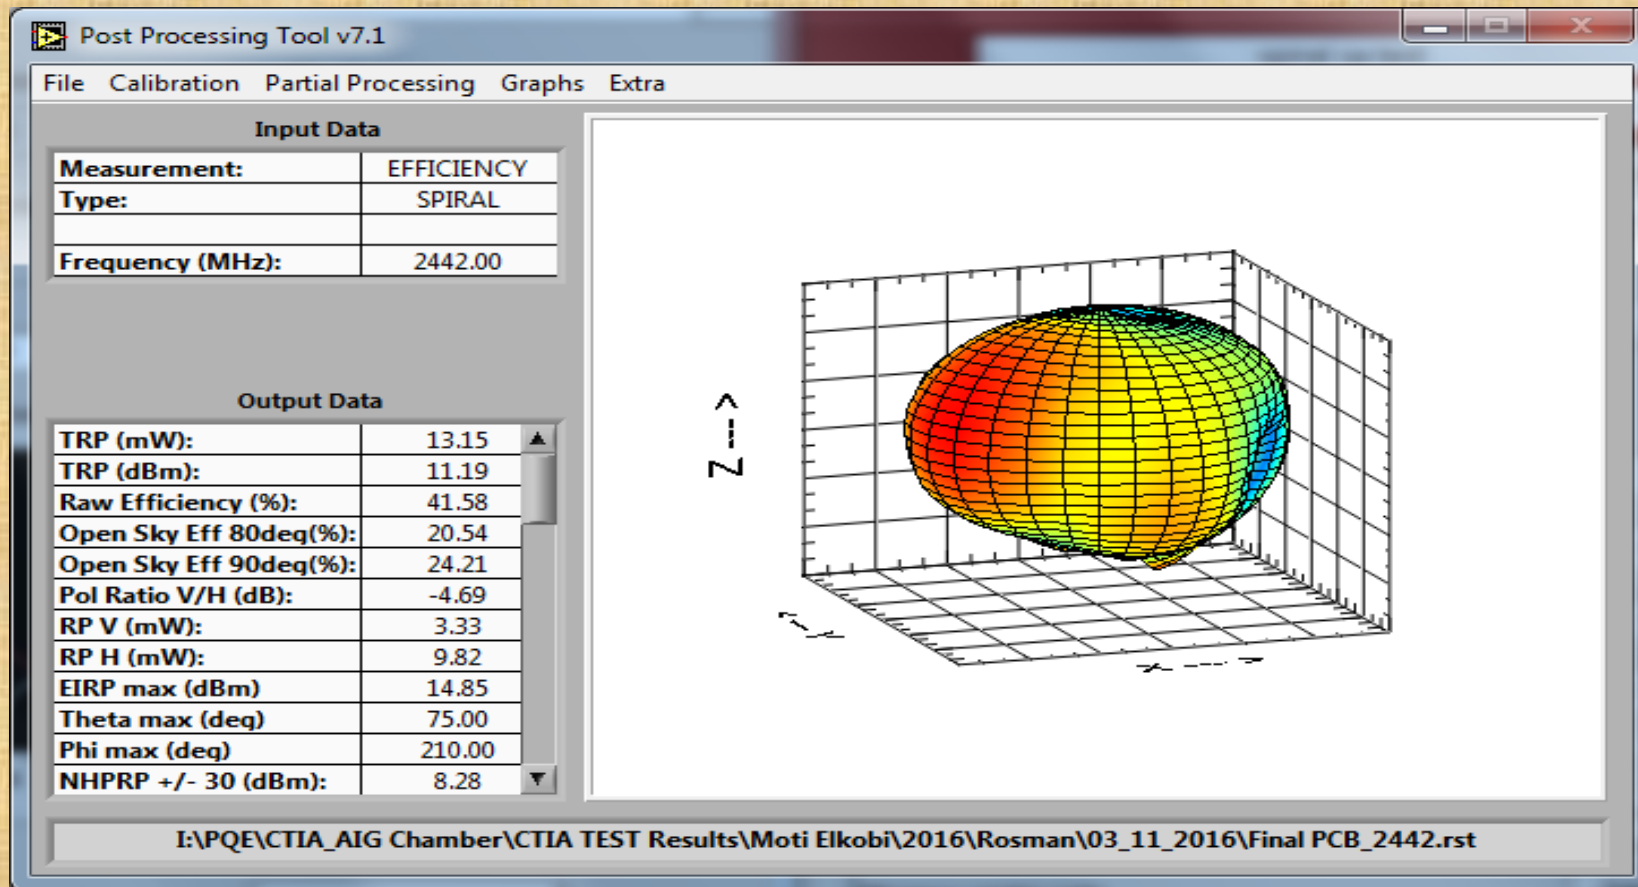 Post Processing Tool v7.1
File Calibration Partial Processing Graphs Extra
Input Data
Measurement: EFFICIENCY
Type: SPIRAL
Frequency (MHz): 2442.00
Output Data
TRP (mW): 13.15
TRP (dBm): 11.19
Raw Efficiency (%): 41.58
Open Sky Eff 80deg(%): 20.54
Open Sky Eff 90deg(%): 24.21
Pol Ratio V/H (dB): -4.69
RP V (mW): 3.33
RP H (mW): 9.82
EIRP max (dBm) 14.85
Theta max (deg) 75.00
Phi max (deg) 210.00
NHPRP +/- 30 (dBm): 8.28
Z--->
I:\PQE\CTIA_AIG Chamber\CTIA TEST Results\Moti Elkobi\2016\Rosman\03_11_2016\Final PCB_2442.rst